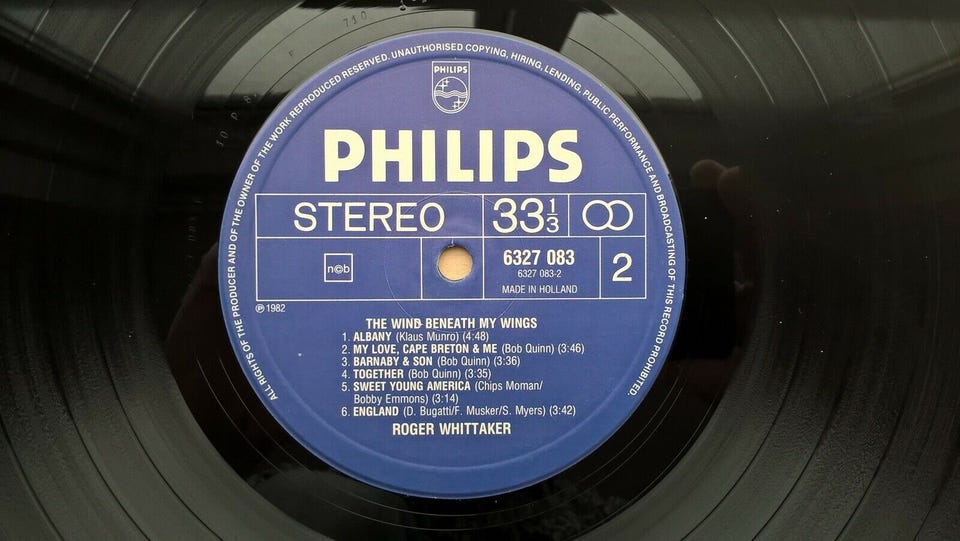 ALL RIGHTS OF THE PRODUCER AND OF THE OWNER OF THE WORK REPRODUCED RESERVED. UNAUTHORISED COPYING, HIRING, LENDING, PUBLIC PERFORMANCE AND BROADCASTING OF THIS RECORD PROHIBITED.
PHILIPS
PHILIPS
STEREO 33⅓
n©b 6327 083 2
6327 083-2
MADE IN HOLLAND
℗ 1982
THE WIND BENEATH MY WINGS
1. ALBANY (Klaus Munro) (4:48)
2. MY LOVE, CAPE BRETON & ME (Bob Quinn) (3:46)
3. BARNABY & SON (Bob Quinn) (3:36)
4. TOGETHER (Bob Quinn) (3:35)
5. SWEET YOUNG AMERICA (Chips Moman/
Bobby Emmons) (3:14)
6. ENGLAND (D. Bugatti/F. Musker/S. Myers) (3:42)
ROGER WHITTAKER